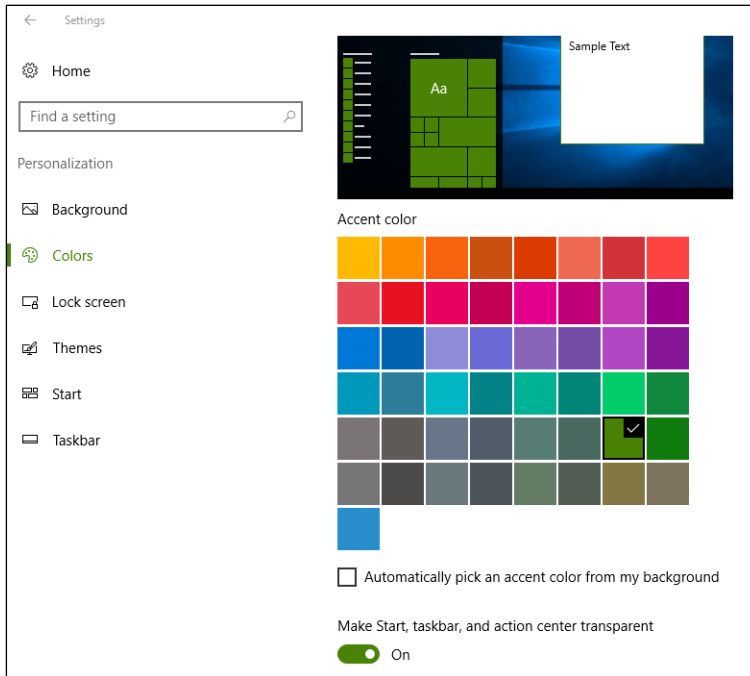 Settings
Home
Find a setting
Personalization
Background
Colors
Lock screen
Themes
Start
Taskbar
Sample Text
Aa
Accent color
Automatically pick an accent color from my background
Make Start, taskbar, and action center transparent
On